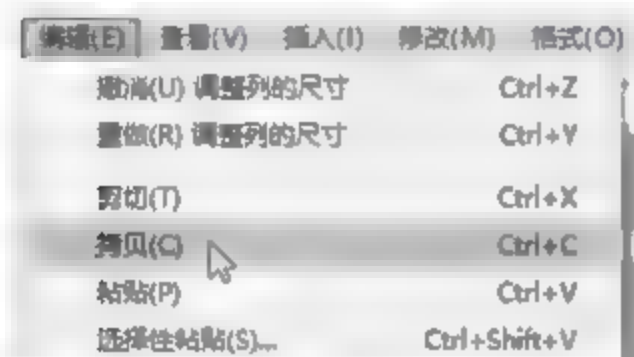 编辑(E) 查看(V) 插入(I) 修改(M) 格式(O)
撤消(U) 调整列的尺寸 Ctrl+Z
重做(R) 调整列的尺寸 Ctrl+Y
剪切(T) Ctrl+X
拷贝(C) Ctrl+C
粘贴(P) Ctrl+V
选择性粘贴(S)... Ctrl+Shift+V